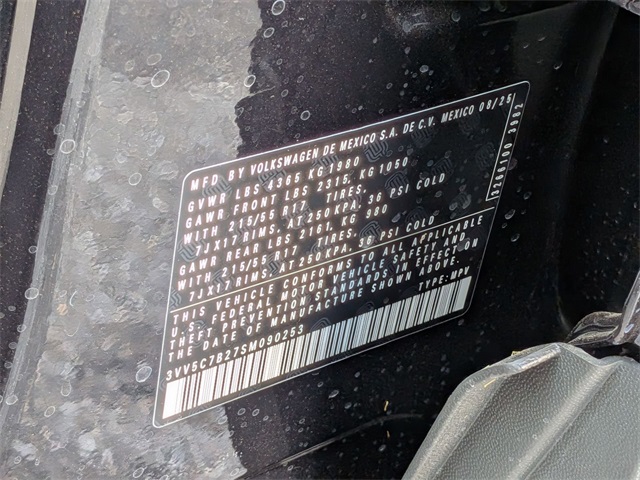 MFD BY VOLKSWAGEN DE MEXICO S.A. DE C.V. MEXICO 08/25
GVWR LBS 4365 KG 1980
GAWR FRONT LBS 2315, KG1050
WITH 215/55 R17 TIRES,
7JX17 RIMS, AT 250 KPA, 36 PSI COLD
GAWR REAR LBS 2161, KG 980
WITH 215/55 R17 TIRES,
7JX17 RIMS, AT 250 KPA, 36 PSI COLD
THIS VEHICLE CONFORMS TO ALL APPLICABLE
U.S. FEDERAL MOTOR VEHICLE SAFETY AND
THEFT PREVENTION STANDARDS IN EFFECT ON
THE DATE OF MANUFACTURE SHOWN ABOVE.
3VV5C7B27SM090253 TYPE: MPV
3266100 3982